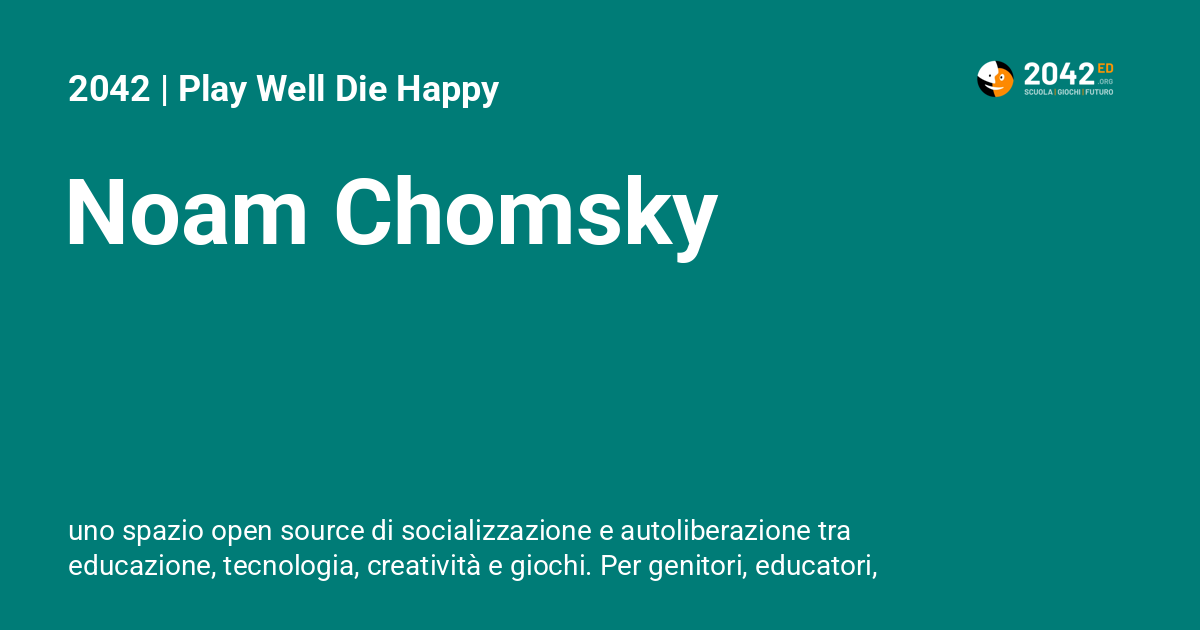 2042 | Play Well Die Happy
2042 ED
.ORG
SCUOLA | GIOCHI | FUTURO
Noam Chomsky
uno spazio open source di socializzazione e autoliberazione tra
educazione, tecnologia, creatività e giochi. Per genitori, educatori,